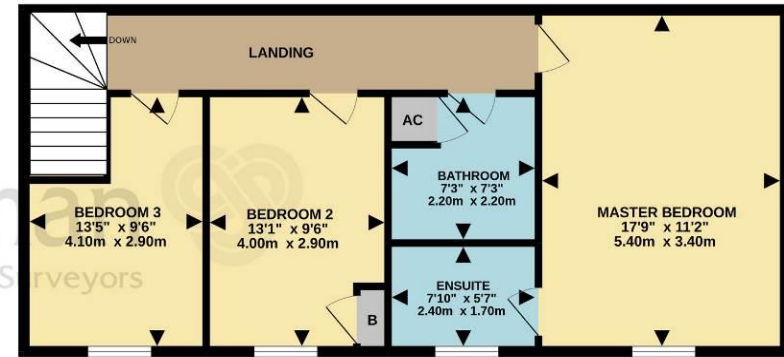 DOWN
LANDING
AC
BATHROOM
7'3" x 7'3"
2.20m x 2.20m
BEDROOM 3
13'5" x 9'6"
4.10m x 2.90m
BEDROOM 2
13'1" x 9'6"
4.00m x 2.90m
MASTER BEDROOM
17'9" x 11'2"
5.40m x 3.40m
ENSUITE
7'10" x 5'7"
2.40m x 1.70m
B
Surveyors